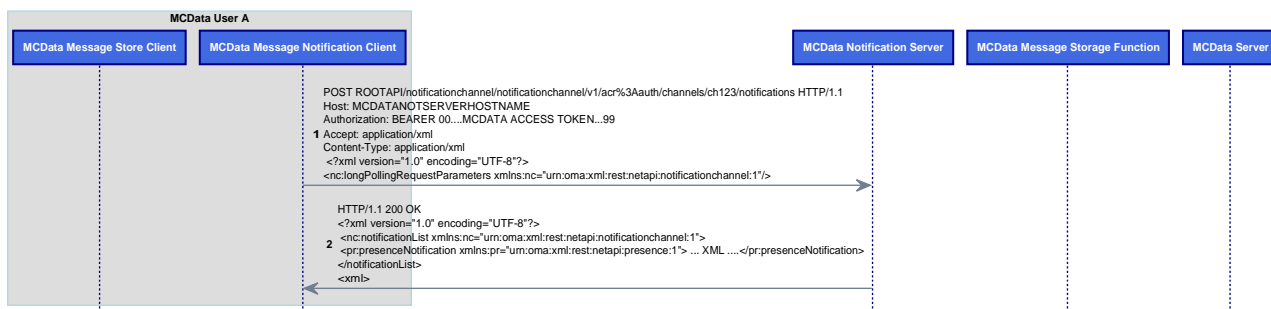 MCData User A
MCData Message Store Client
MCData Message Notification Client
MCData Notification Server
MCData Message Storage Function
MCData Server
POST ROOTAPI/notificationchannel/notificationchannel/v1/acr%3Aauth/channels/ch123/notifications HTTP/1.1
Host: MCDATANOTSERVERHOSTNAME
Authorization: BEARER 00....MCDATA ACCESS TOKEN...99
1 Accept: application/xml
Content-Type: application/xml
<?xml version="1.0" encoding="UTF-8"?>
<nc:longPollingRequestParameters xmlns:nc="urn:oma:xml:rest:netapi:notificationchannel:1"/>
HTTP/1.1 200 OK
<?xml version="1.0" encoding="UTF-8"?>
2 <nc:notificationList xmlns:nc="urn:oma:xml:rest:netapi:notificationchannel:1">
<pr:presenceNotification xmlns:pr="urn:oma:xml:rest:netapi:presence:1"> ... XML ....</pr:presenceNotification>
</notificationList>
<xml>